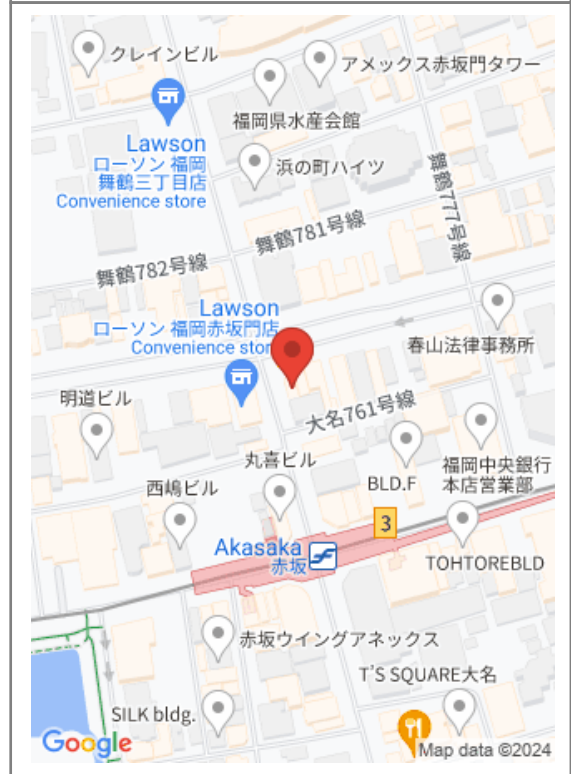 クレインビル
アメックス赤坂門タワー
福岡県水産会館
Lawson
ローソン 福岡
舞鶴三丁目店
Convenience store
浜の町ハイツ
舞鶴777号線
舞鶴781号線
舞鶴782号線
Lawson
ローソン 福岡赤坂門店
Convenience stor
春山法律事務所
明道ビル
大名761号線
丸喜ビル
西嶋ビル
BLD.F
福岡中央銀行
本店営業部
3
Akasaka
赤坂
TOHTOREBLD
赤坂ウイングアネックス
T'S SQUARE大名
SILK bldg.
Google
Map data ©2024